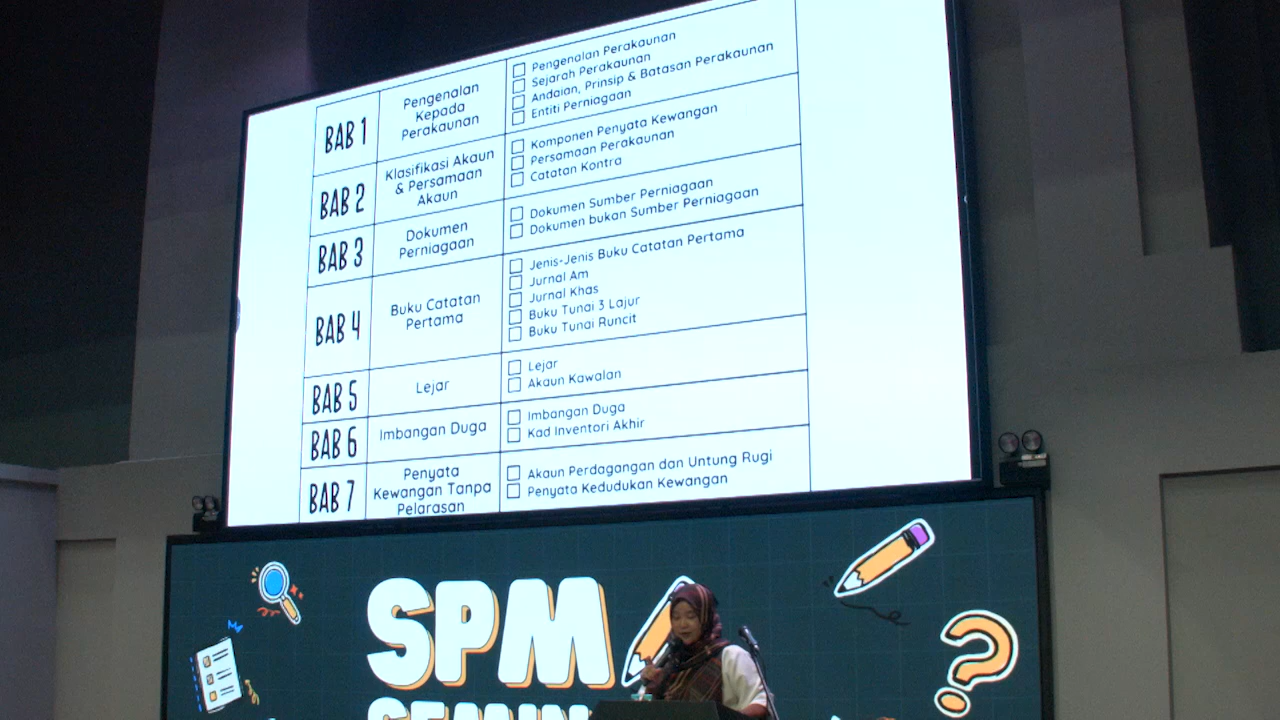 BAB 1
Pengenalan
Kepada
Perakaunan
Pengenalan Perakaunan
Sejarah Perakaunan
Andaian, Prinsip & Batasan Perakaunan
Entiti Perniagaan
BAB 2
Klasifikasi Akaun
& Persamaan
Akaun
Komponen Penyata Kewangan
Persamaan Perakaunan
Catatan Kontra
BAB 3
Dokumen
Perniagaan
Dokumen Sumber Perniagaan
Dokumen bukan Sumber Perniagaan
BAB 4
Buku Catatan
Pertama
Jenis-Jenis Buku Catatan Pertama
Jurnal Am
Jurnal Khas
Buku Tunai 3 Lajur
Buku Tunai Runcit
BAB 5
Lejar
Lejar
Akaun Kawalan
BAB 6
Imbangan Duga
Imbangan Duga
Kad Inventori Akhir
BAB 7
Penyata
Kewangan Tanpa
Pelarasan
Akaun Perdagangan dan Untung Rugi
Penyata Kedudukan Kewangan
SPM